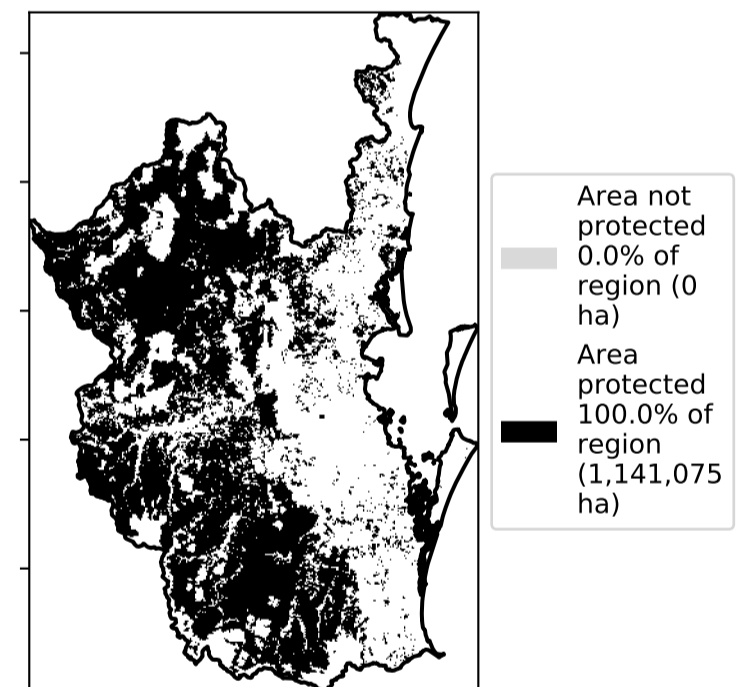 Area not
protected
0.0% of
region (0
ha)
Area
protected
100.0% of
region
(1,141,075
ha)